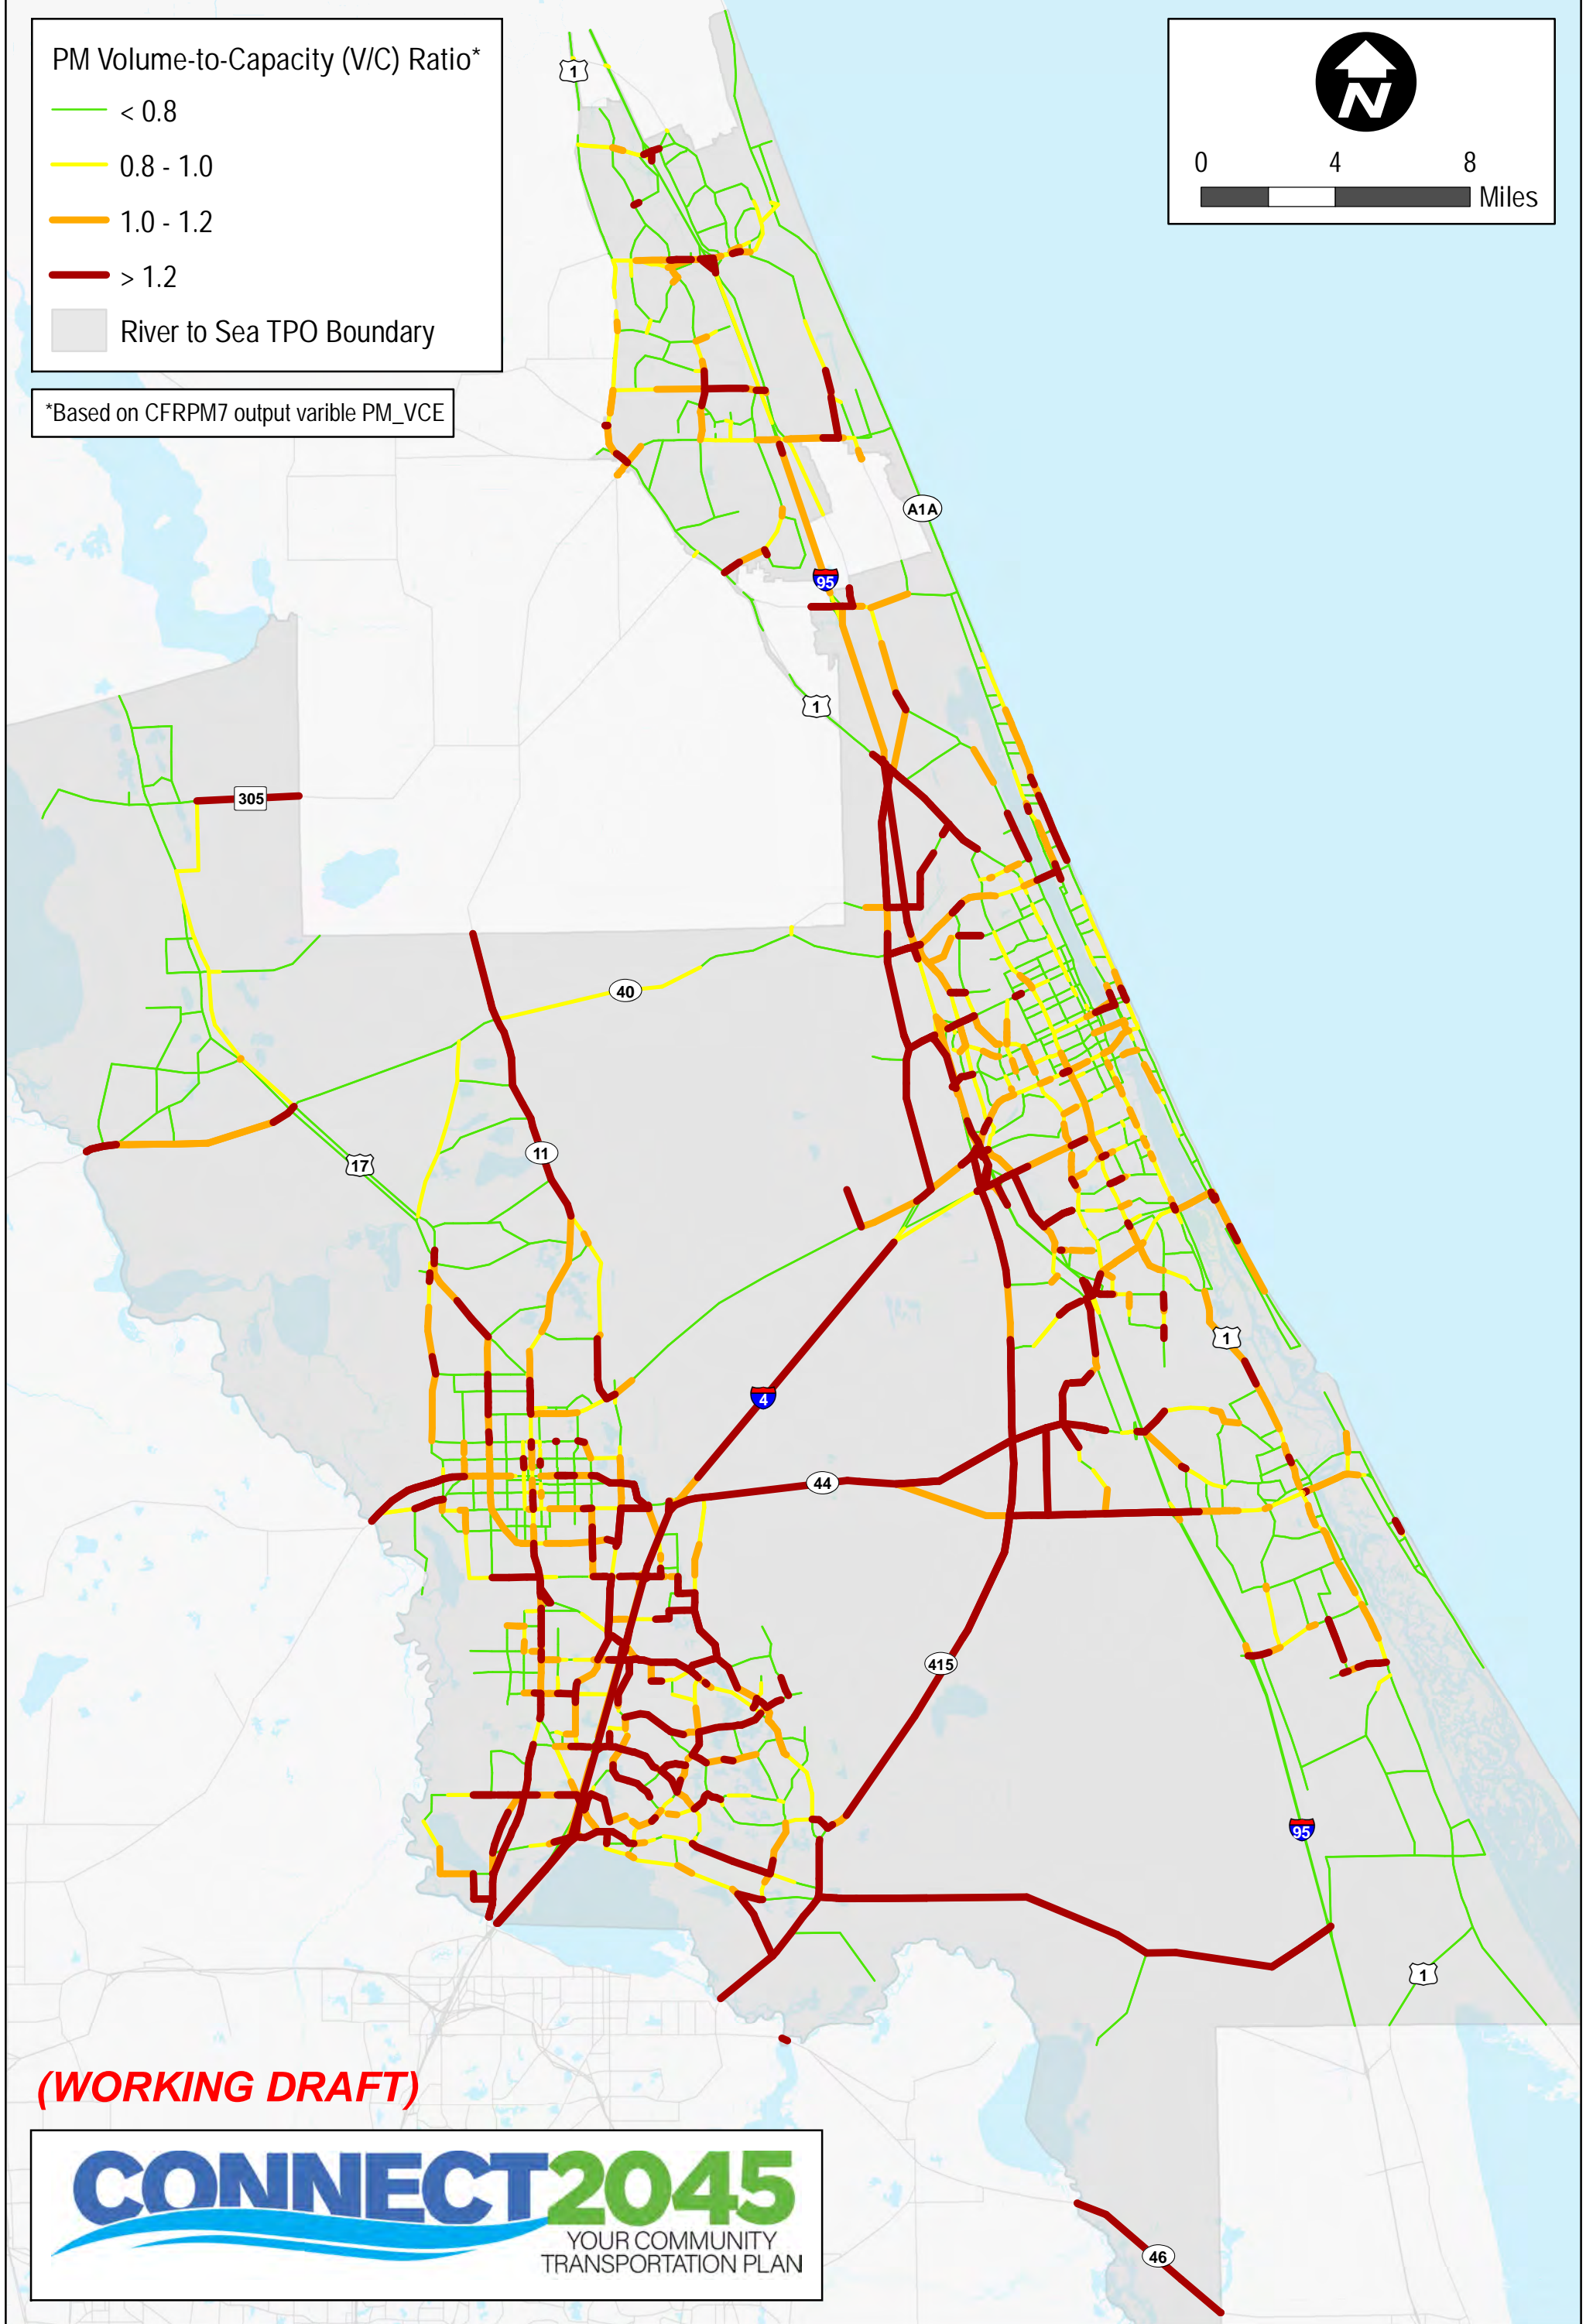 PM Volume-to-Capacity (V/C) Ratio*
< 0.8
0.8 - 1.0
1.0 - 1.2
> 1.2
River to Sea TPO Boundary
*Based on CFRPM7 output varible PM_VCE
N
0 4 8
Miles
1
A1A
95
1
305
40
11
17
1
4
44
415
95
1
46
(WORKING DRAFT)
CONNECT2045
YOUR COMMUNITY
TRANSPORTATION PLAN